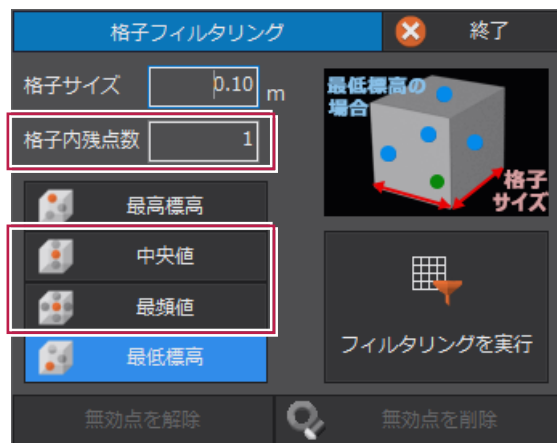 格子フィルタリング
終了
格子サイズ 0.10 m
格子内残点数 1
最高標高
中央値
最頻値
最低標高
最低標高の
場合
格子
サイズ
フィルタリングを実行
無効点を解除
無効点を削除